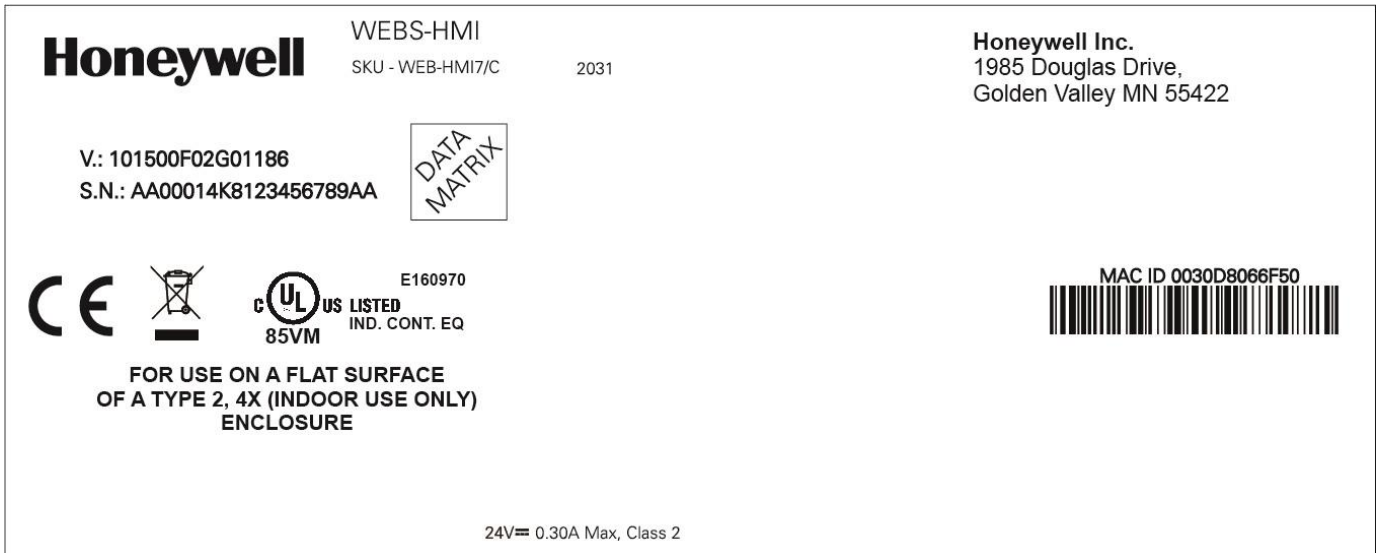 Honeywell
WEBS-HMI
SKU - WEB-HMI7/C 2031
Honeywell Inc.
1985 Douglas Drive,
Golden Valley MN 55422
V.: 101500F02G01186
S.N.: AA00014K8123456789AA
DATA
MATRIX
CE
C UL US LISTED
E160970
IND. CONT. EQ
85VM
MAC ID 0030D8066F50
FOR USE ON A FLAT SURFACE
OF A TYPE 2, 4X (INDOOR USE ONLY)
ENCLOSURE
24V⎓ 0.30A Max, Class 2